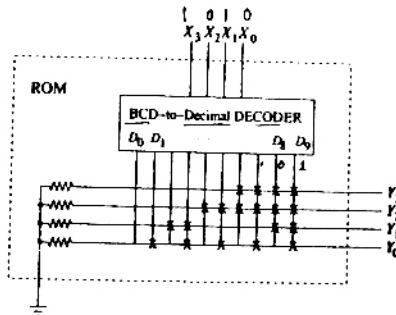 1 0 1 0
X3 X2 X1 X0
ROM
BCD-to-Decimal DECODER
D0 D1 D8 D9
0 1
Y
Y
Y
Y0